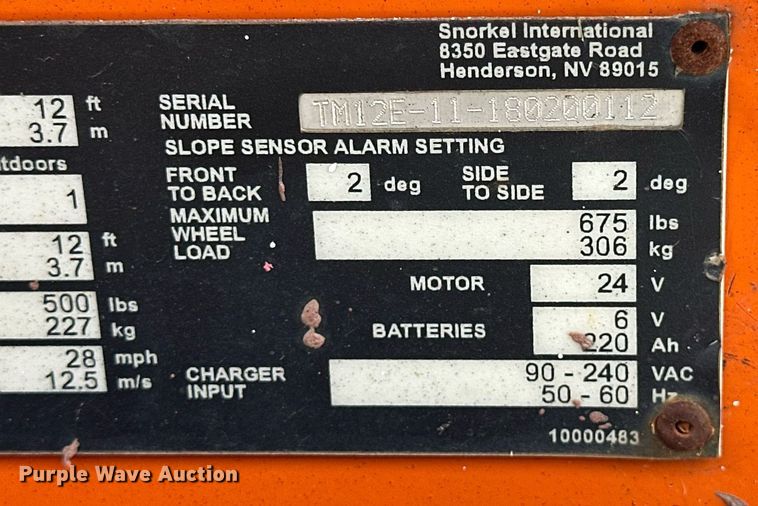 Snorkel International
8350 Eastgate Road
Henderson, NV 89015
12 ft
3.7 m
SERIAL
NUMBER
TM12E-11-180200112
SLOPE SENSOR ALARM SETTING
tdoors
1
FRONT
TO BACK
2 deg
SIDE
TO SIDE
2 deg
12 ft
3.7 m
MAXIMUM
WHEEL
LOAD
675 lbs
306 kg
MOTOR 24 V
500 lbs
227 kg
BATTERIES
6 V
220 Ah
28 mph
12.5 m/s
CHARGER
INPUT
90 - 240 VAC
50 - 60 Hz
10000483
Purple Wave Auction